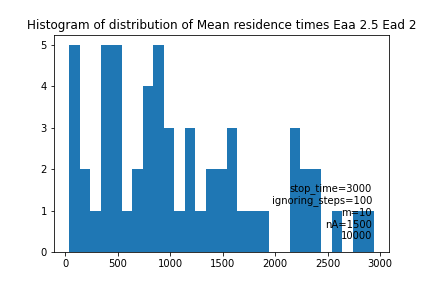 Histogram of distribution of Mean residence times Eaa 2.5 Ead 2
5
4
3
2
1
0
stop_time=3000
ignoring_steps=100
m=10
nA=1500
10000
0 500 1000 1500 2000 2500 3000